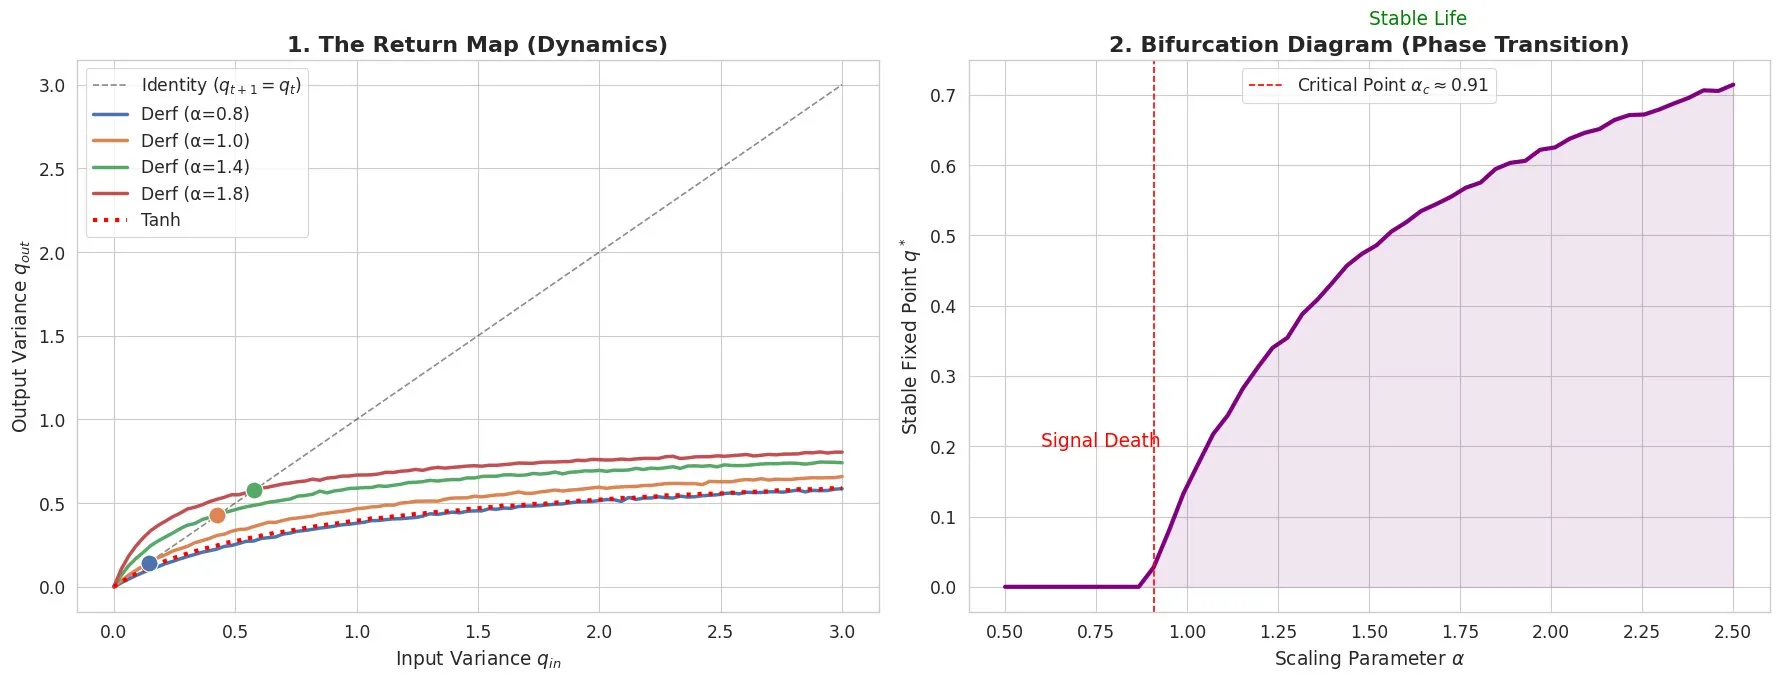 1. The Return Map (Dynamics)
Output Variance q_out
3.0
2.5
2.0
1.5
1.0
0.5
0.0
Identity (q_{t+1} = q_t)
Derf (α=0.8)
Derf (α=1.0)
Derf (α=1.4)
Derf (α=1.8)
Tanh
0.0 0.5 1.0 1.5 2.0 2.5 3.0
Input Variance q_in
Stable Life
2. Bifurcation Diagram (Phase Transition)
Stable Fixed Point q*
0.7
0.6
0.5
0.4
0.3
0.2
0.1
0.0
Critical Point α_c ≈ 0.91
Signal Death
0.50 0.75 1.00 1.25 1.50 1.75 2.00 2.25 2.50
Scaling Parameter α